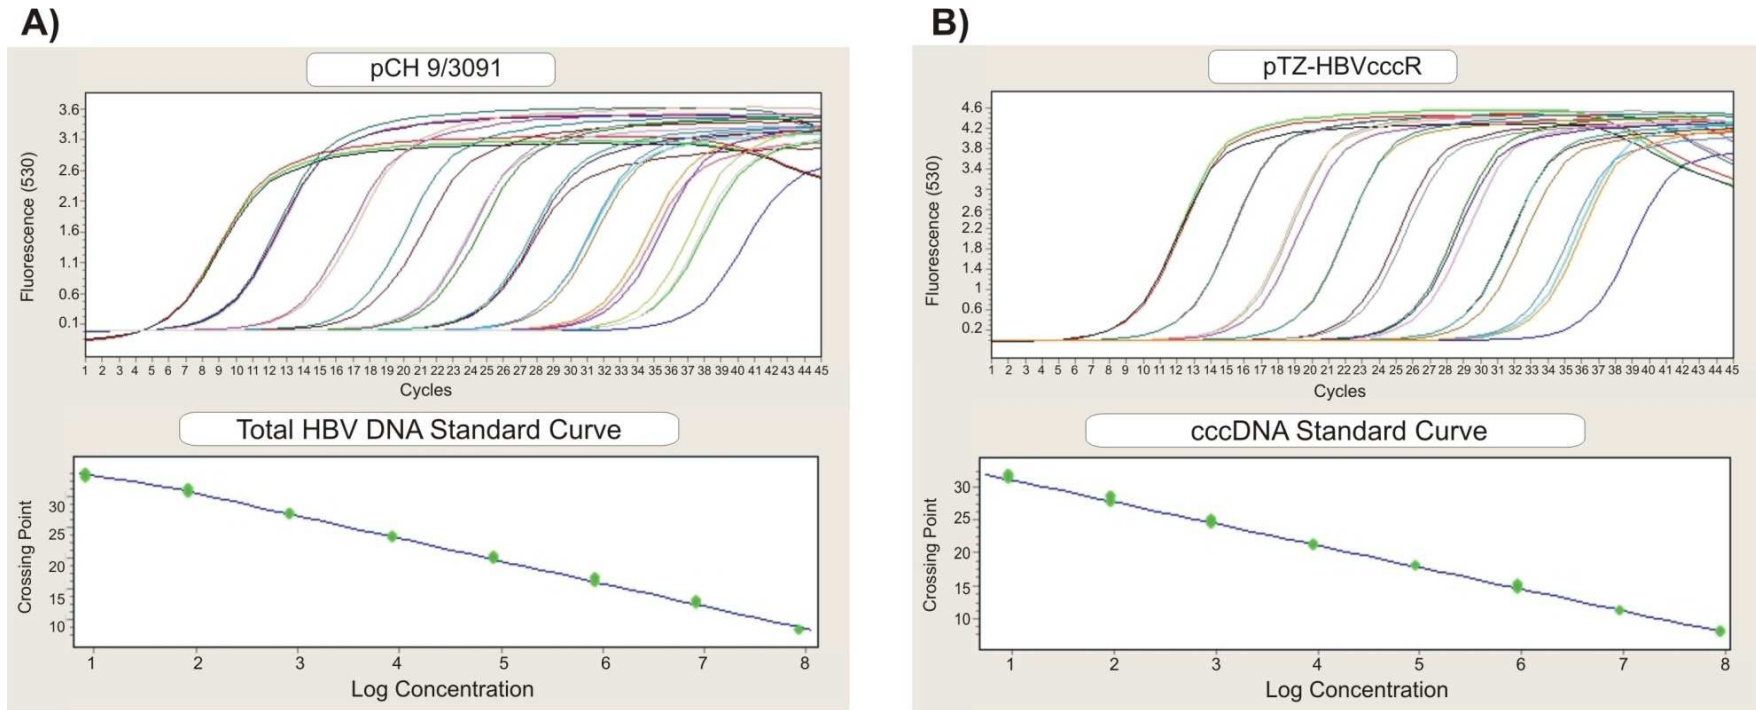 A)
pCH 9/3091
Fluorescence (530)
3.6
3.1
2.6
2.1
1.6
1.1
0.6
0.1
1 2 3 4 5 6 7 8 9 10 11 12 13 14 15 16 17 18 19 20 21 22 23 24 25 26 27 28 29 30 31 32 33 34 35 36 37 38 39 40 41 42 43 44 45
Cycles
Total HBV DNA Standard Curve
Crossing Point
30
25
20
15
10
1 2 3 4 5 6 7 8
Log Concentration
B)
pTZ-HBVcccR
Fluorescence (530)
4.6
4.2
3.8
3.4
3
2.6
2.2
1.8
1.4
1
0.6
0.2
1 2 3 4 5 6 7 8 9 10 11 12 13 14 15 16 17 18 19 20 21 22 23 24 25 26 27 28 29 30 31 32 33 34 35 36 37 38 39 40 41 42 43 44 45
Cycles
cccDNA Standard Curve
Crossing Point
30
25
20
15
10
1 2 3 4 5 6 7 8
Log Concentration